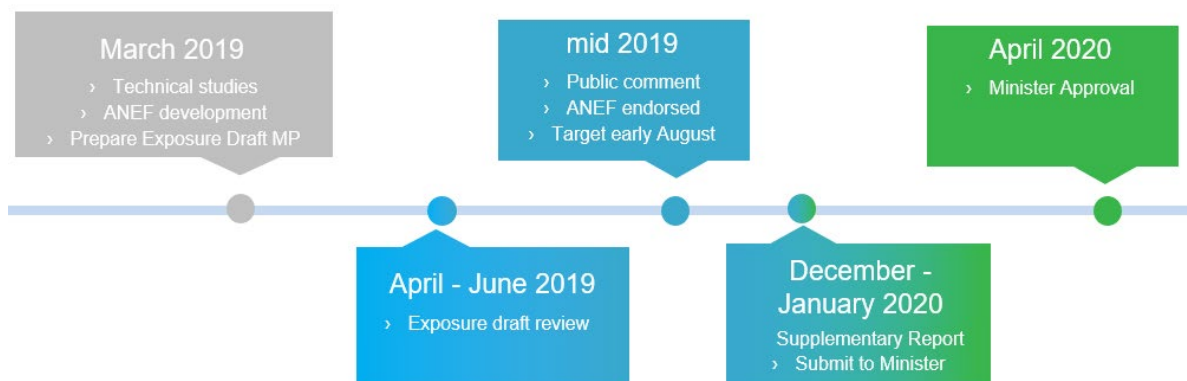 March 2019
› Technical studies
› ANEF development
› Prepare Exposure Draft MP
April - June 2019
› Exposure draft review
mid 2019
› Public comment
› ANEF endorsed
› Target early August
December -
January 2020
Supplementary Report
› Submit to Minister
April 2020
› Minister Approval